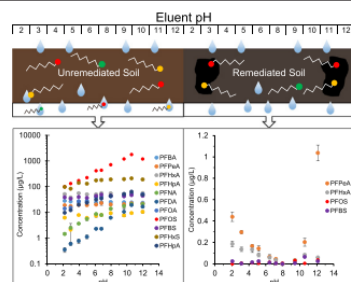 Eluent pH
2 3 4 5 6 7 8 9 10 11 12 2 3 4 5 6 7 8 9 10 11 12
Unremediated Soil
Remediated Soil
Concentration (µg/L)
10000
1000
100
10
1
0.1
0 2 4 6 8 10 12 14
pH
PFBA
PFPeA
PFHxA
PFHpA
PFNA
PFDA
PFOA
PFOS
PFBS
PFHxS
PFHpA
Concentration (µg/L)
1.2
1
0.8
0.6
0.4
0.2
0
0 2 4 6 8 10 12 14
pH
PFPeA
PFHxA
PFOS
PFBS